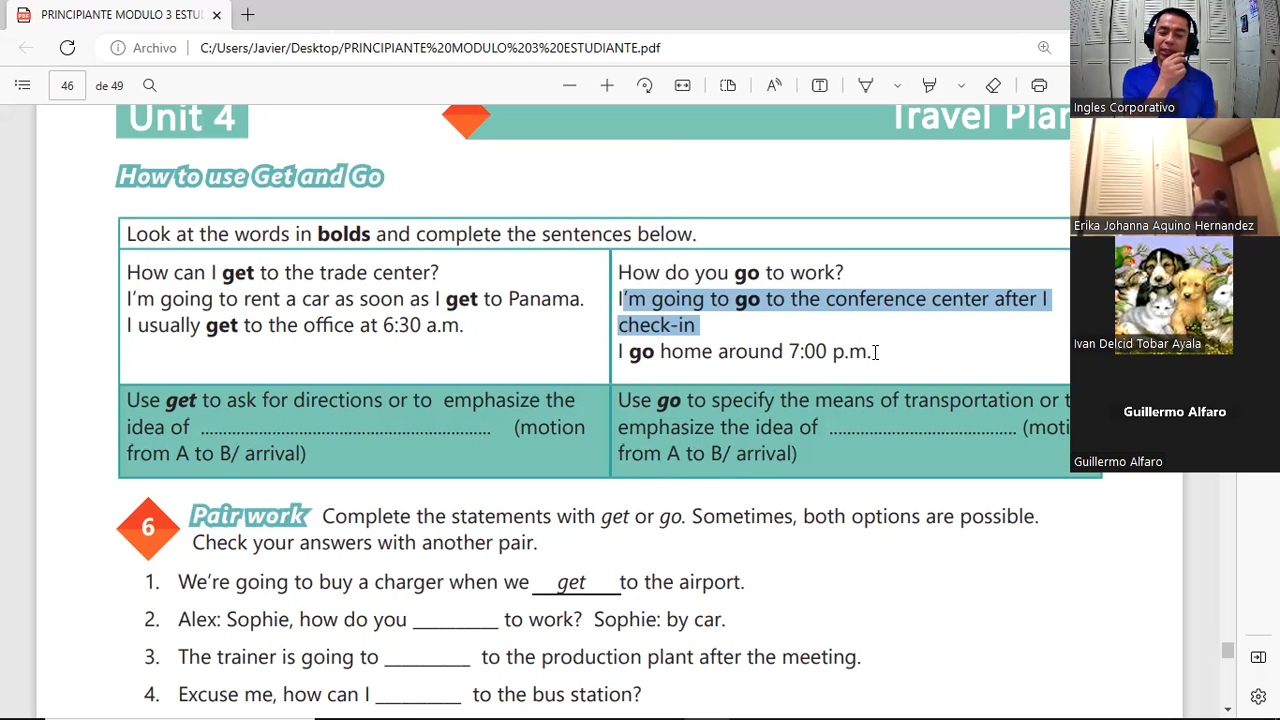 PRINCIPIANTE MODULO 3 ESTU
Archivo
C:/Users/Javier/Desktop/PRINCIPIANTE%20MODULO%203%20ESTUDIANTE.pdf
46
de 49
Unit 4
Travel Plan
How to use Get and Go
Look at the words in boldsad complete the sentences below.
How can I get to the trade center?
I'm going to rent a car as soon as I get to Panama.
I usually get to the office at 6:30 a.m.
How do you go to work?
I'm going to go to the conference center after I
check-in
I go home around 7:00 p.m.
Use get to ask for directions or to emphasize the
idea of ................................................... (motion
from A to B/ arrival)
Use go to specify the means of transportation or t
emphasize the idea of ................................. (moti
from A to B/ arrival)
6
Pair work Complete the statements with get or go. Sometimes, both options are possible.
Check your answers with another pair.
1. We're going to buy a charger when we get to the airport.
2. Alex: Sophie, how do you ________ to work? Sophie: by car.
3. The trainer is going to ________ to the production plant after the meeting.
4. Excuse me, how can I ________ to the bus station?
Ingles Corporativo
Erika Johanna Aquino Hernandez
Ivan Delcid Tobar Ayala
Guillermo Alfaro
Guillermo Alfaro